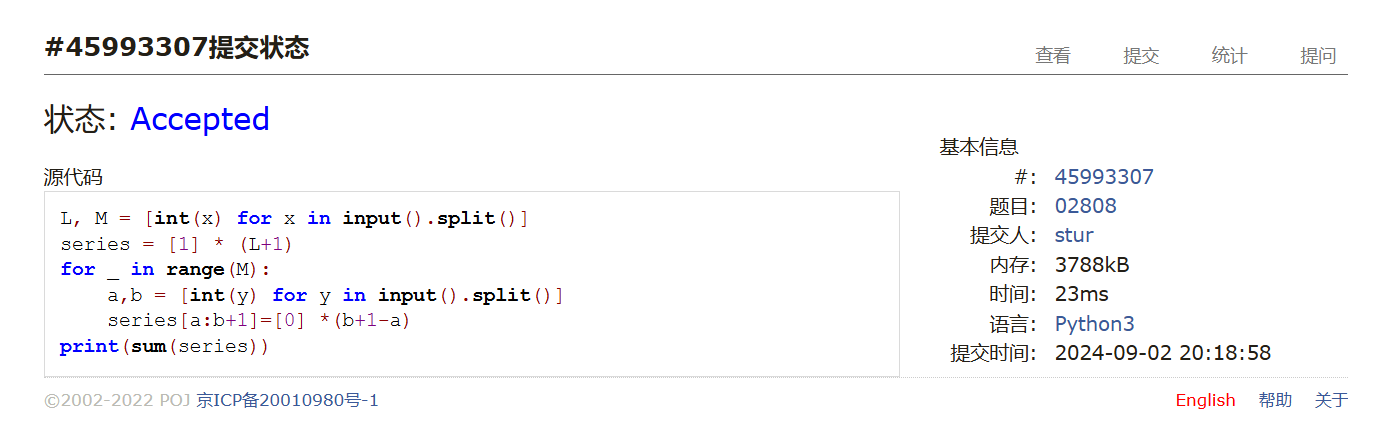 #45993307提交状态
查看 提交 统计 提问
状态: Accepted
源代码
L, M = [int(x) for x in input().split()]
series = [1] * (L+1)
for _ in range(M):
    a,b = [int(y) for y in input().split()]
    series[a:b+1]=[0] *(b+1-a)
print(sum(series))
基本信息
#: 45993307
题目: 02808
提交人: stur
内存: 3788kB
时间: 23ms
语言: Python3
提交时间: 2024-09-02 20:18:58
©2002-2022 POJ 京ICP备20010980号-1
English 帮助 关于